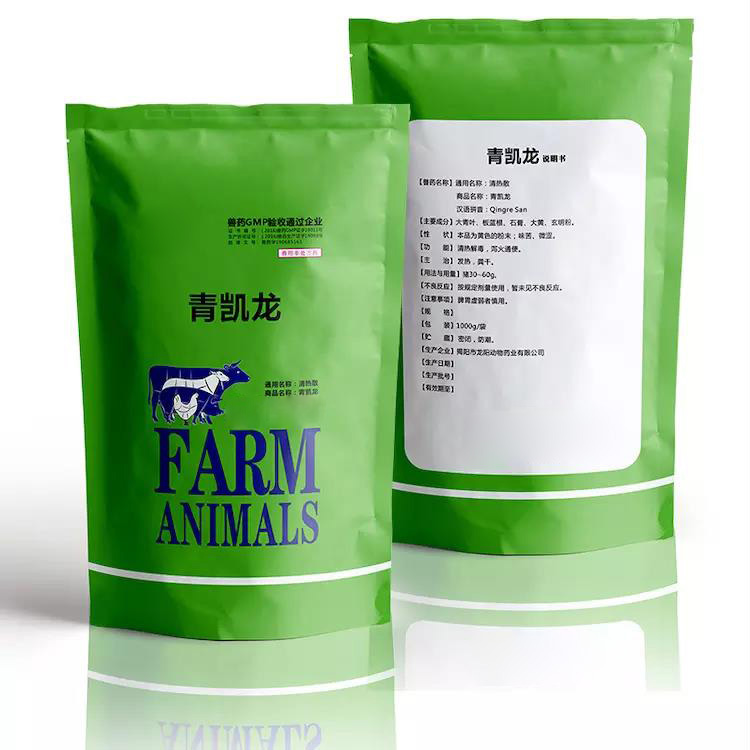 兽药GMP验收通过企业
青凯龙
通用名称：清热散
商品名称：青凯龙
FARM
ANIMALS
青凯龙 说明书
【兽药名称】通用名称：清热散
商品名称：青凯龙
汉语拼音：Qingre San
【主要成分】大青叶、板蓝根、石膏、大黄、玄明粉。
【性 状】本品为黄色的粉末；味苦、微涩。
【功 能】清热解毒，泻火通便。
【主 治】发热，粪干。
【用法与用量】猪30~60g。
【不良反应】按规定剂量使用，暂未见不良反应。
【注意事项】脾胃虚弱者慎用。
【规 格】
【包 装】1000g/袋
【贮 藏】密闭，防潮。
【生产企业】揭阳市龙阳动物药业有限公司
【生产日期】
【生产批号】
【有效期至】